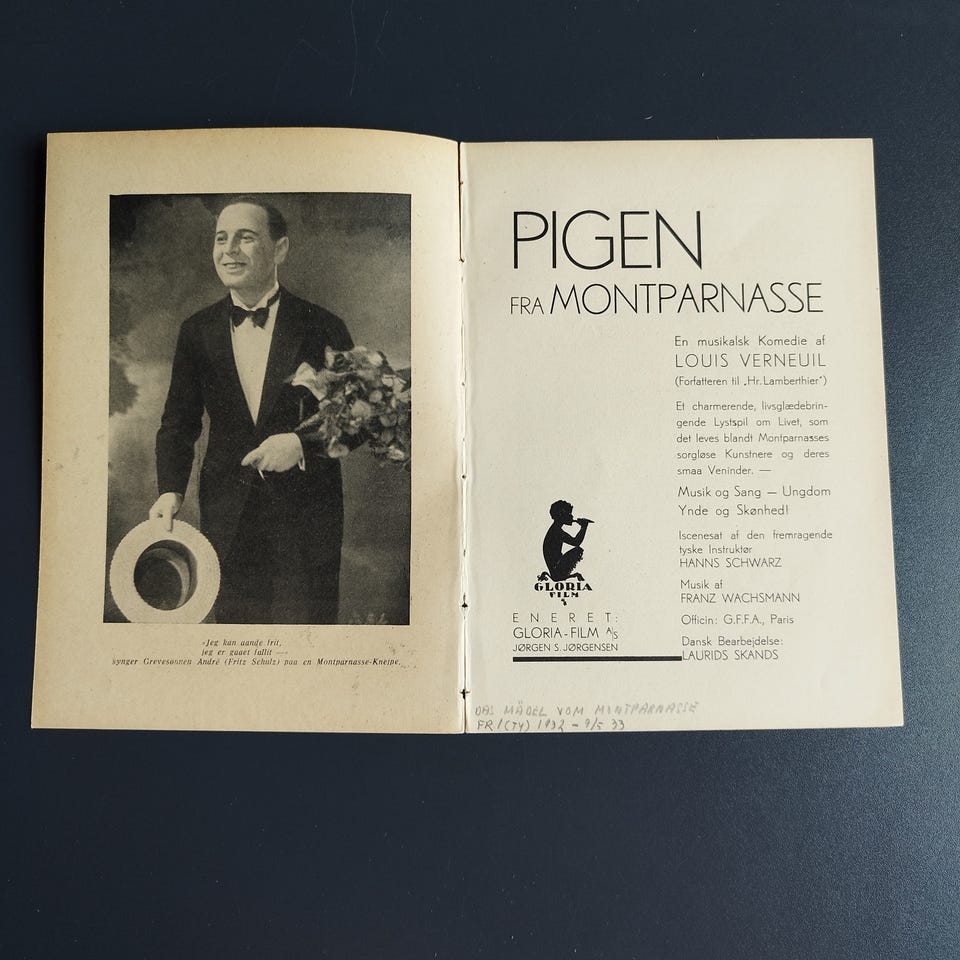 »Jeg kan aande frit,
jeg er gaaet fallit —«
synger Grevesønnen André (Fritz Schulz) paa en Montparnasse-Knejpe.
PIGEN
FRA MONTPARNASSE
En musikalsk Komedie af
LOUIS VERNEUIL
(Forfatteren til „Hr. Lamberthier")
Et charmerende, livsglædebrin-
gende Lystspil om Livet, som
det leves blandt Montparnasses
sorgløse Kunstnere og deres
smaa Veninder. —
Musik og Sang — Ungdom
Ynde og Skønhed!
Iscenesat af den fremragende
tyske Instruktør
HANNS SCHWARZ
Musik af
FRANZ WACHSMANN
Officin: G.F.F.A., Paris
Dansk Bearbejdelse:
LAURIDS SKANDS
GLORIA
FILM
ENERET:
GLORIA-FILM A/S
JØRGEN S. JØRGENSEN
DAS MÄDEL VOM MONTPARNASSE
FR/(TY) 1932 - 9/5 33